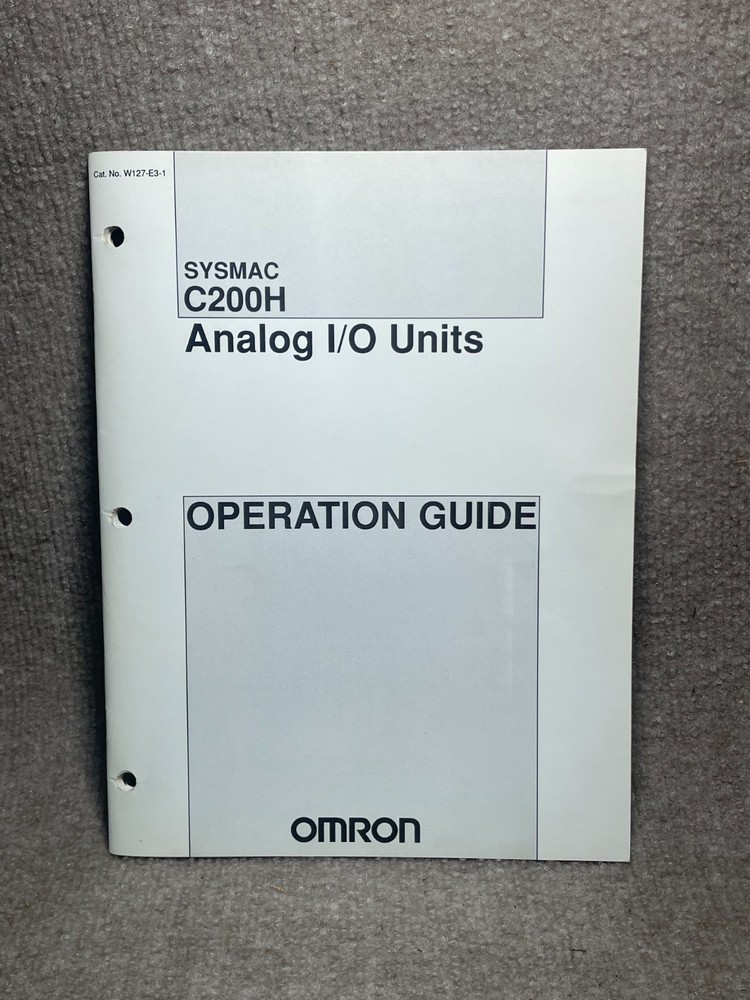 Cat. No. W127-E3-1
SYSMAC
C200H
Analog I/O Units
OPERATION GUIDE
OMRON